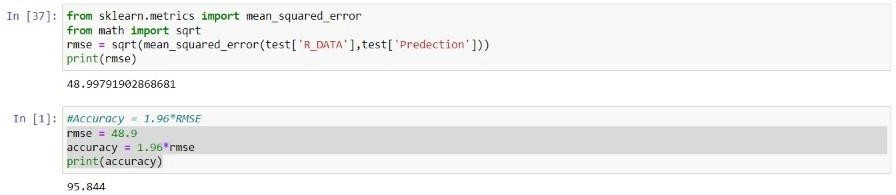 In [37]: from sklearn.metrics import mean_squared_error
from math import sqrt
rmse = sqrt(mean_squared_error(test['R_DATA'],test['Predection']))
print(rmse)
48.99791902868681
In [1]: #Accuracy = 1.96*RMSE
rmse = 48.9
accuracy = 1.96*rmse
print(accuracy)
95.844